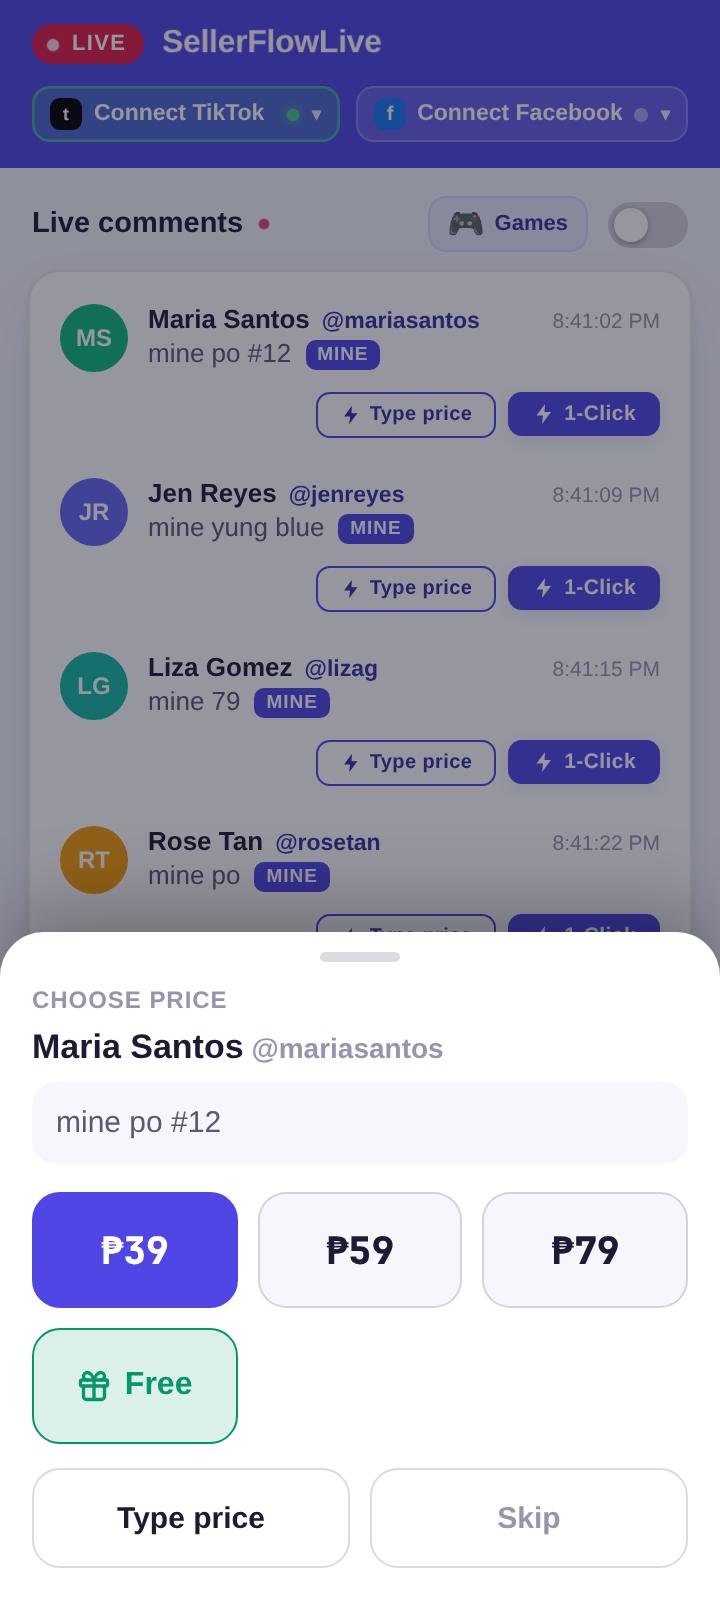 LIVE SellerFlowLive
t Connect TikTok ▾ f Connect Facebook ▾
Live comments Games
MS Maria Santos @mariasantos 8:41:02 PM
mine po #12 MINE
Type price 1-Click
JR Jen Reyes @jenreyes 8:41:09 PM
mine yung blue MINE
Type price 1-Click
LG Liza Gomez @lizag 8:41:15 PM
mine 79 MINE
Type price 1-Click
RT Rose Tan @rosetan 8:41:22 PM
mine po MINE
Type price 1-Click
CHOOSE PRICE
Maria Santos @mariasantos
mine po #12
₱39 ₱59 ₱79
Free
Type price Skip